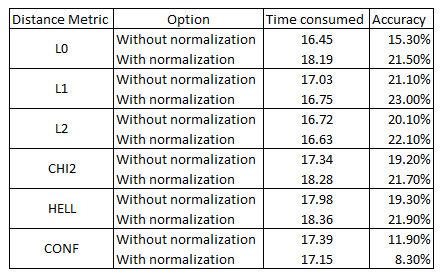 Distance Metric Option Time consumed Accuracy
L0 Without normalization 16.45 15.30%
With normalization 18.19 21.50%
L1 Without normalization 17.03 21.10%
With normalization 16.75 23.00%
L2 Without normalization 16.72 20.10%
With normalization 16.63 22.10%
CHI2 Without normalization 17.34 19.20%
With normalization 18.28 21.70%
HELL Without normalization 17.98 19.30%
With normalization 18.36 21.90%
CONF Without normalization 17.39 11.90%
With normalization 17.15 8.30%